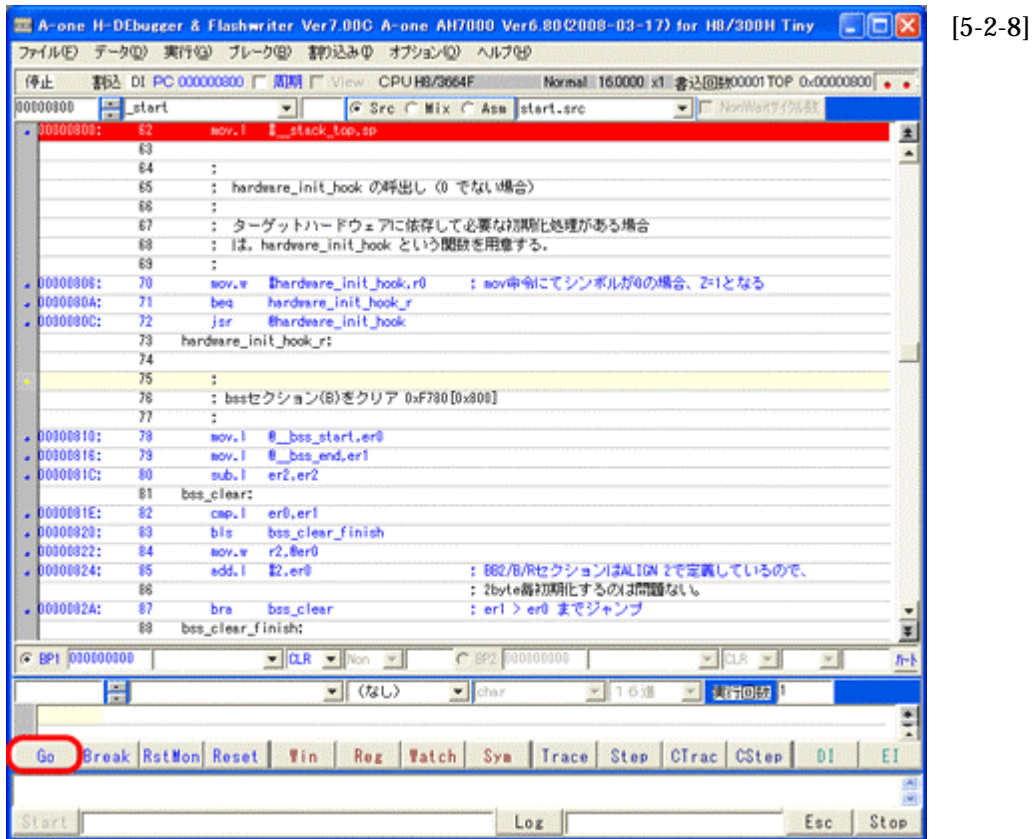 A-one H-DEbugger & Flashwriter Ver7.00C A-one AH7000 Ver6.80(2008-03-17) for H8/300H Tiny
[5-2-8]
ファイル(F) データ(D) 実行(G) ブレーク(B) 割り込み(I) オプション(O) ヘルプ(H)
停止 割込 DI PC 000000800 周期 View CPU H8/3664F Normal 16.0000 x1 書込回数00001 TOP 0x00000800
00000800 _start Src Mix Asm start.src NonWaitサイクル数
00000800: 62 mov.l #__stack_top,sp
63
64 ;
65 ; hardware_init_hook の呼出し (0 でない場合)
66 ;
67 ; ターゲットハードウェアに依存して必要な初期化処理がある場合
68 ; は，hardware_init_hook という関数を用意する．
69 ;
00000806: 70 mov.w #hardware_init_hook,r0 ; mov命令にてシンボルが0の場合、Z=1となる
0000080A: 71 beq hardware_init_hook_r
0000080C: 72 jsr @hardware_init_hook
73 hardware_init_hook_r:
74
75 ;
76 ; bssセクション(B)をクリア 0xF780[0x800]
77 ;
00000810: 78 mov.l @__bss_start,er0
00000816: 79 mov.l @__bss_end,er1
0000081C: 80 sub.l er2,er2
81 bss_clear:
0000081E: 82 cmp.l er0,er1
00000820: 83 bls bss_clear_finish
00000822: 84 mov.w r2,@er0
00000824: 85 add.l #2,er0 ; BB2/B/RセクションはALIGN 2で定義しているので、
86 ; 2byte毎初期化するのは問題ない。
0000082A: 87 bra bss_clear ; er1 > er0 までジャンプ
88 bss_clear_finish:
BP1 000000000 CLR Non BP2 000000000 CLR カート
(なし) char 16進 実行回数 1
Go Break RstMon Reset Win Reg Watch Sym Trace Step CTrac CStep DI EI
Start Log Esc Stop